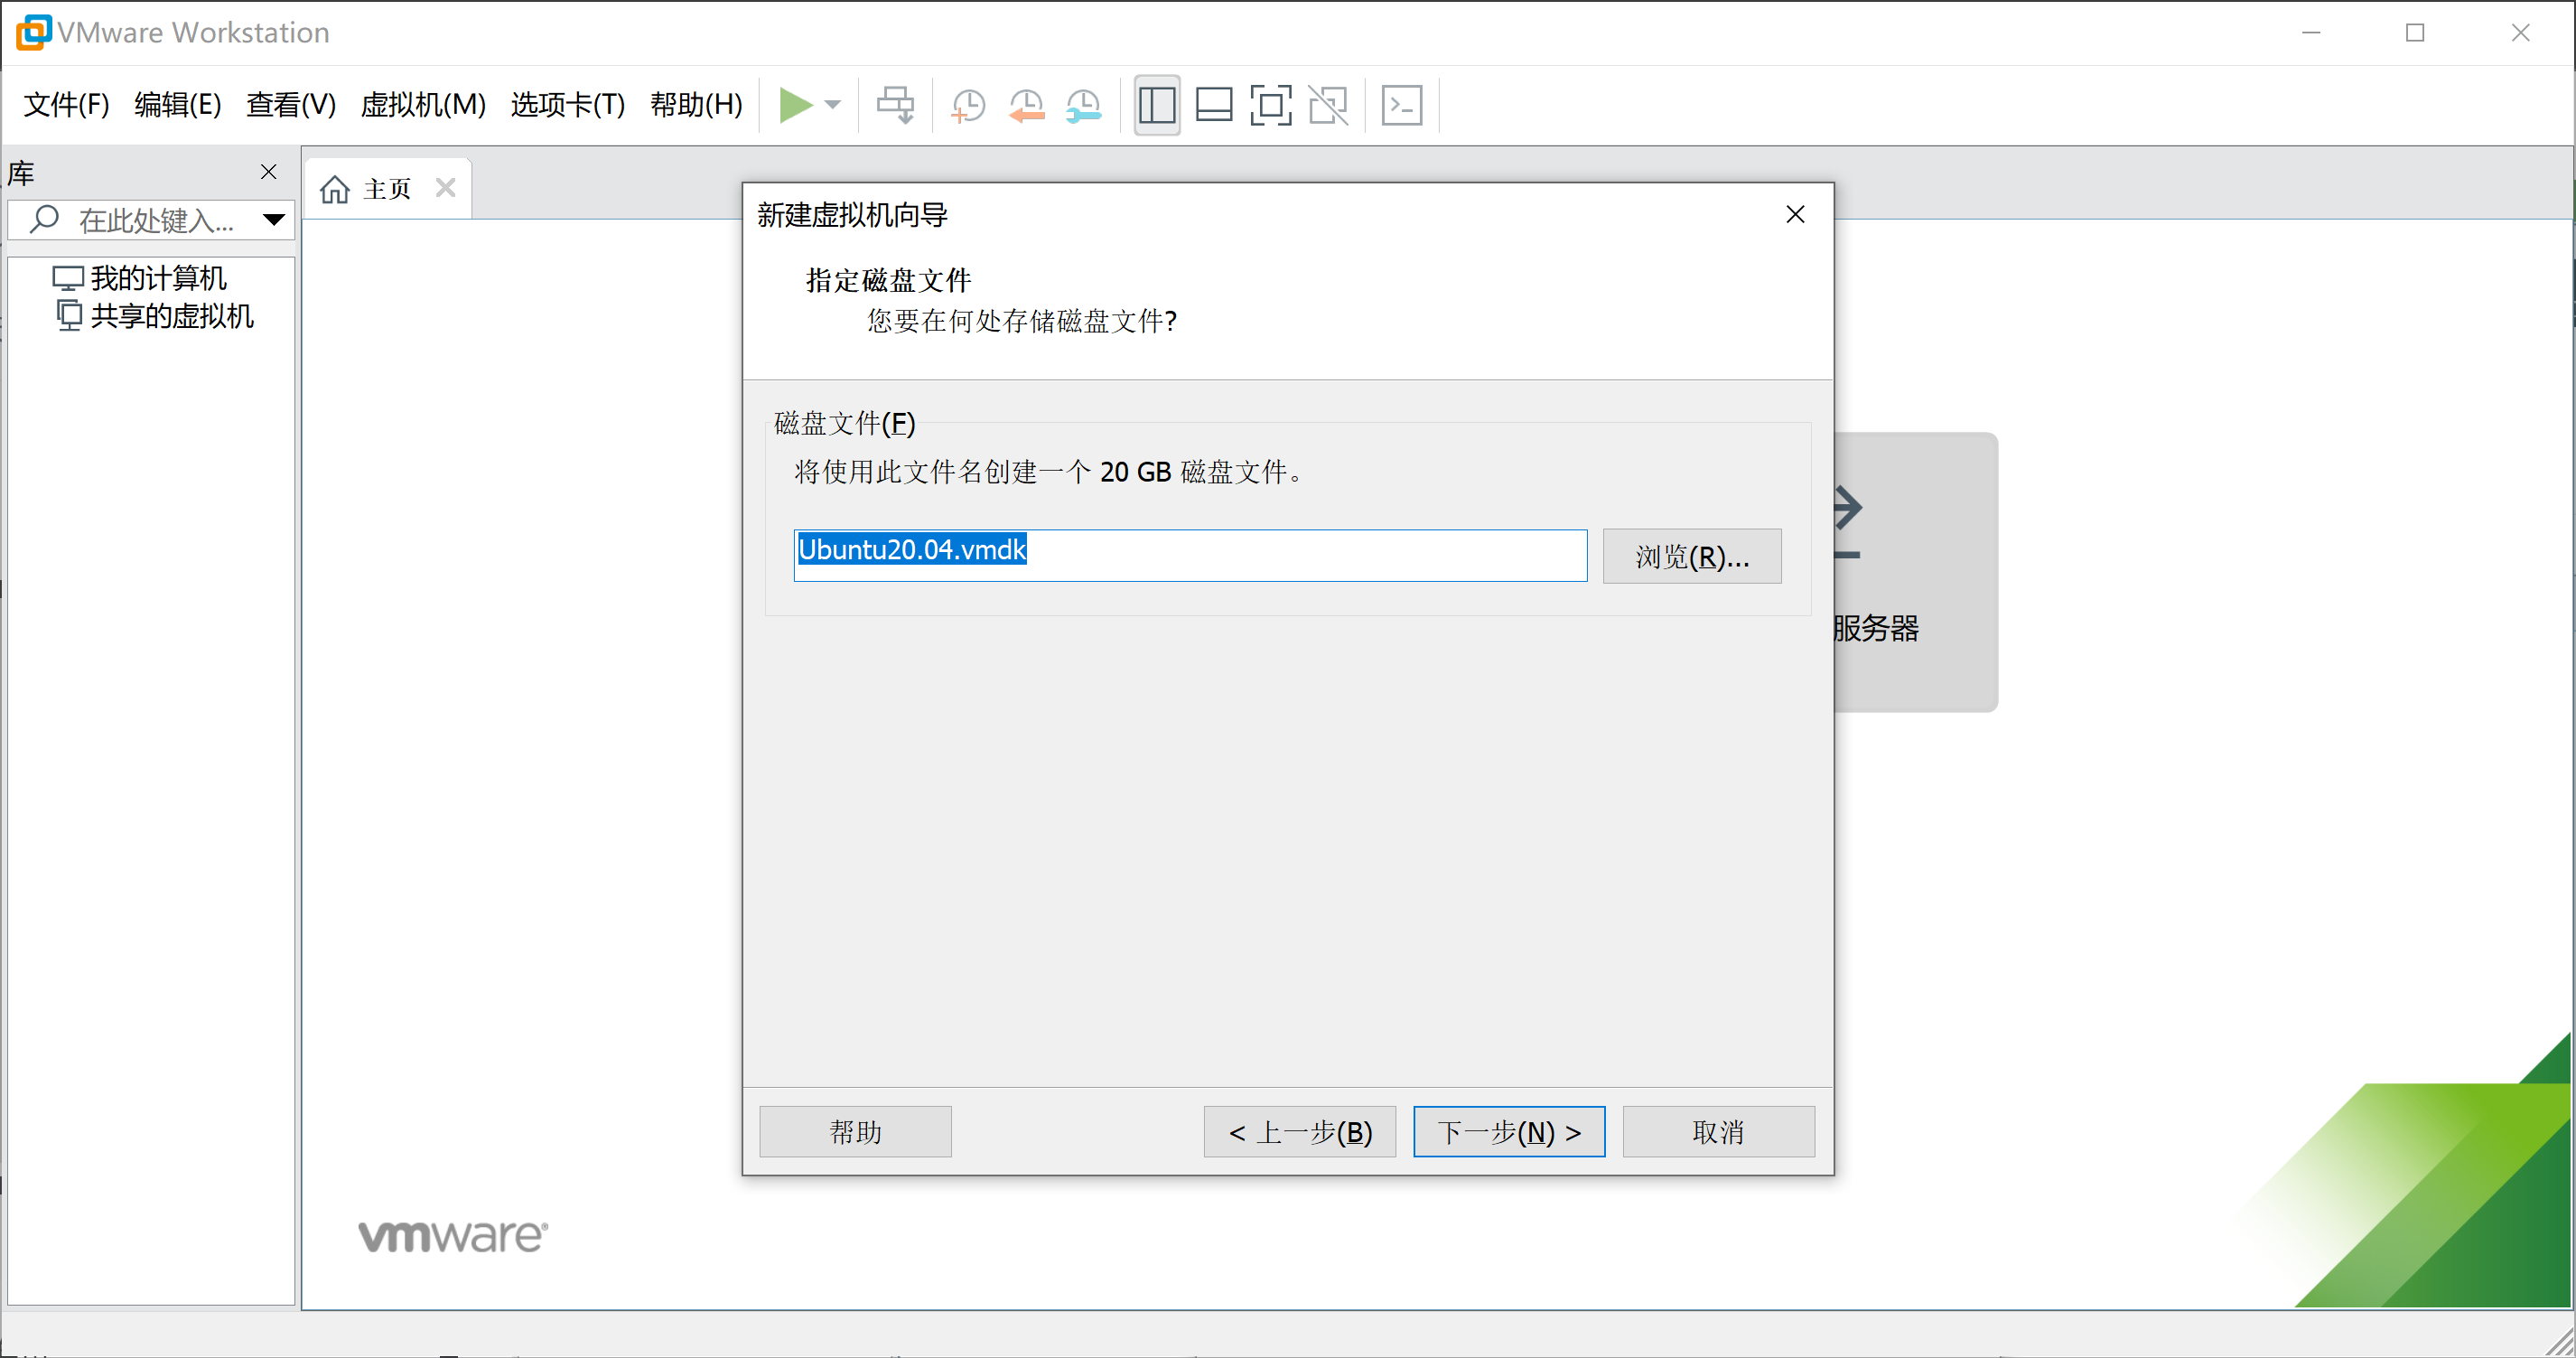 VMware Workstation
文件(F) 编辑(E) 查看(V) 虚拟机(M) 选项卡(T) 帮助(H)
库
在此处键入...
我的计算机
共享的虚拟机
主页
新建虚拟机向导
指定磁盘文件
您要在何处存储磁盘文件?
磁盘文件(F)
将使用此文件名创建一个 20 GB 磁盘文件。
Ubuntu20.04.vmdk
浏览(R)...
服务器
帮助
< 上一步(B)
下一步(N) >
取消
vmware®